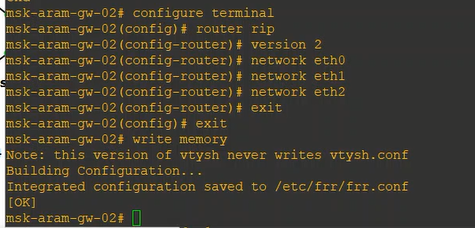 msk-aram-gw-02# configure terminal
msk-aram-gw-02(config)# router rip
msk-aram-gw-02(config-router)# version 2
msk-aram-gw-02(config-router)# network eth0
msk-aram-gw-02(config-router)# network eth1
msk-aram-gw-02(config-router)# network eth2
msk-aram-gw-02(config-router)# exit
msk-aram-gw-02(config)# exit
msk-aram-gw-02# write memory
Note: this version of vtysh never writes vtysh.conf
Building Configuration...
Integrated configuration saved to /etc/frr/frr.conf
[OK]
msk-aram-gw-02#